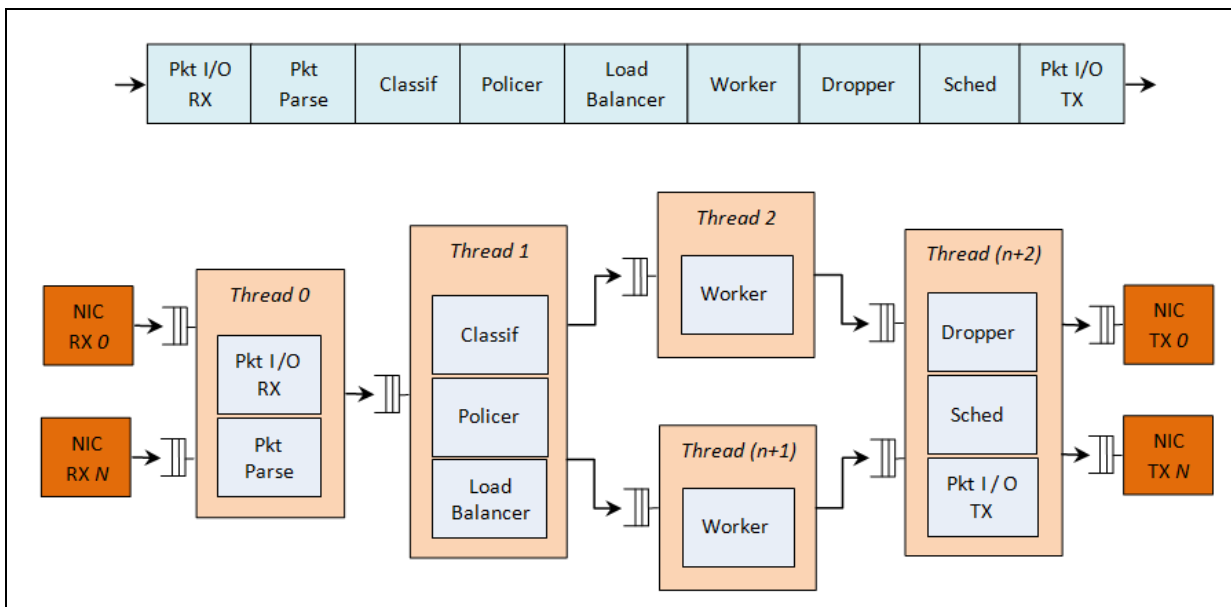 Pkt I/O
RX
Pkt
Parse
Classif
Policer
Load
Balancer
Worker
Dropper
Sched
Pkt I/O
TX
NIC
RX 0
NIC
RX N
Thread 0
Pkt I/O
RX
Pkt
Parse
Thread 1
Classif
Policer
Load
Balancer
Thread 2
Worker
Thread (n+1)
Worker
Thread (n+2)
Dropper
Sched
Pkt I / O
TX
NIC
TX 0
NIC
TX N